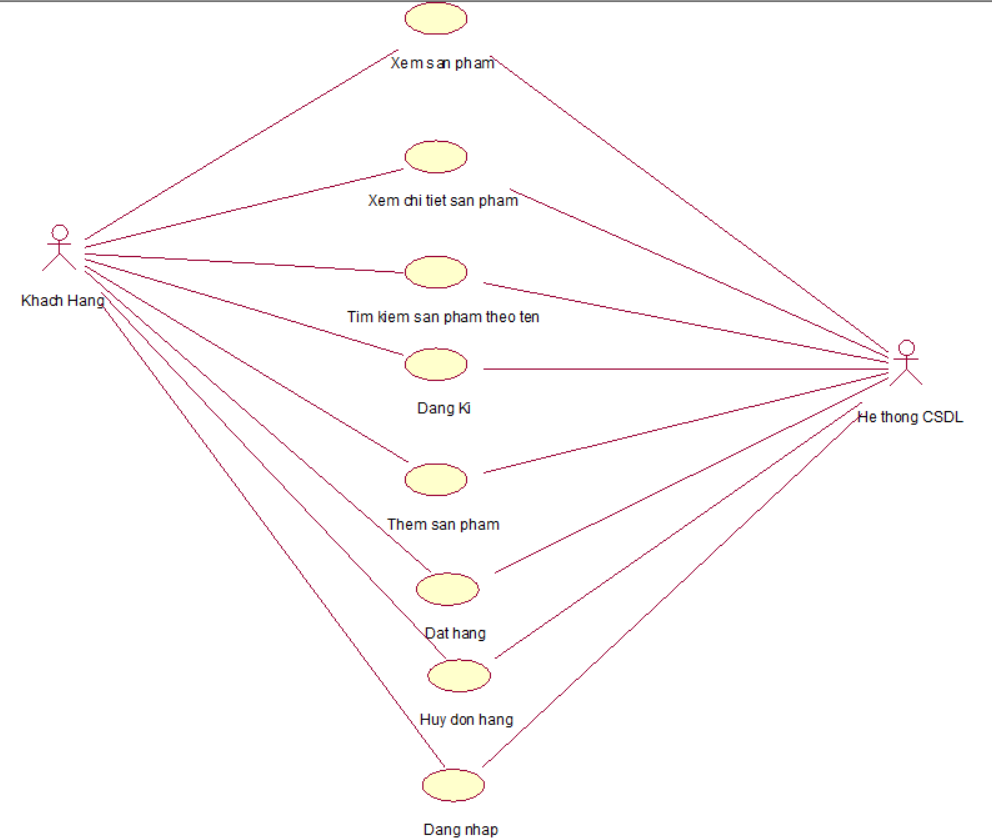 Xem san pham
Xem chi tiet san pham
Khach Hang
Tim kiem san pham theo ten
Dang Ki
He thong CSDL
Them san pham
Dat hang
Huy don hang
Dang nhap